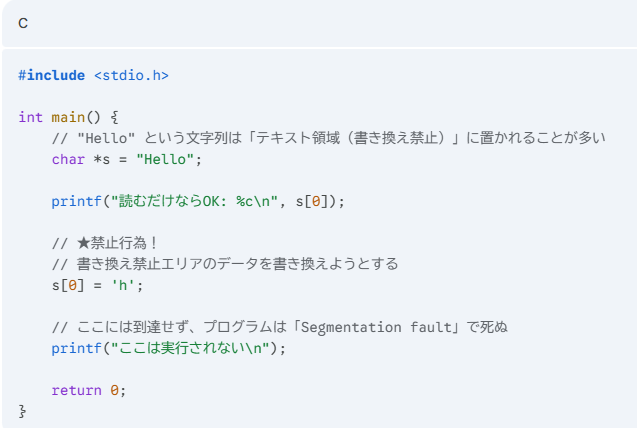 C
#include <stdio.h>
int main() {
// "Hello" という文字列は「テキスト領域（書き換え禁止）」に置かれることが多い
char *s = "Hello";
printf("読むだけならOK: %c\n", s[0]);
// ★禁止行為！
// 書き換え禁止エリアのデータを書き換えようとする
s[0] = 'h';
// ここには到達せず、プログラムは「Segmentation fault」で死ぬ
printf("ここは実行されない\n");
return 0;
}